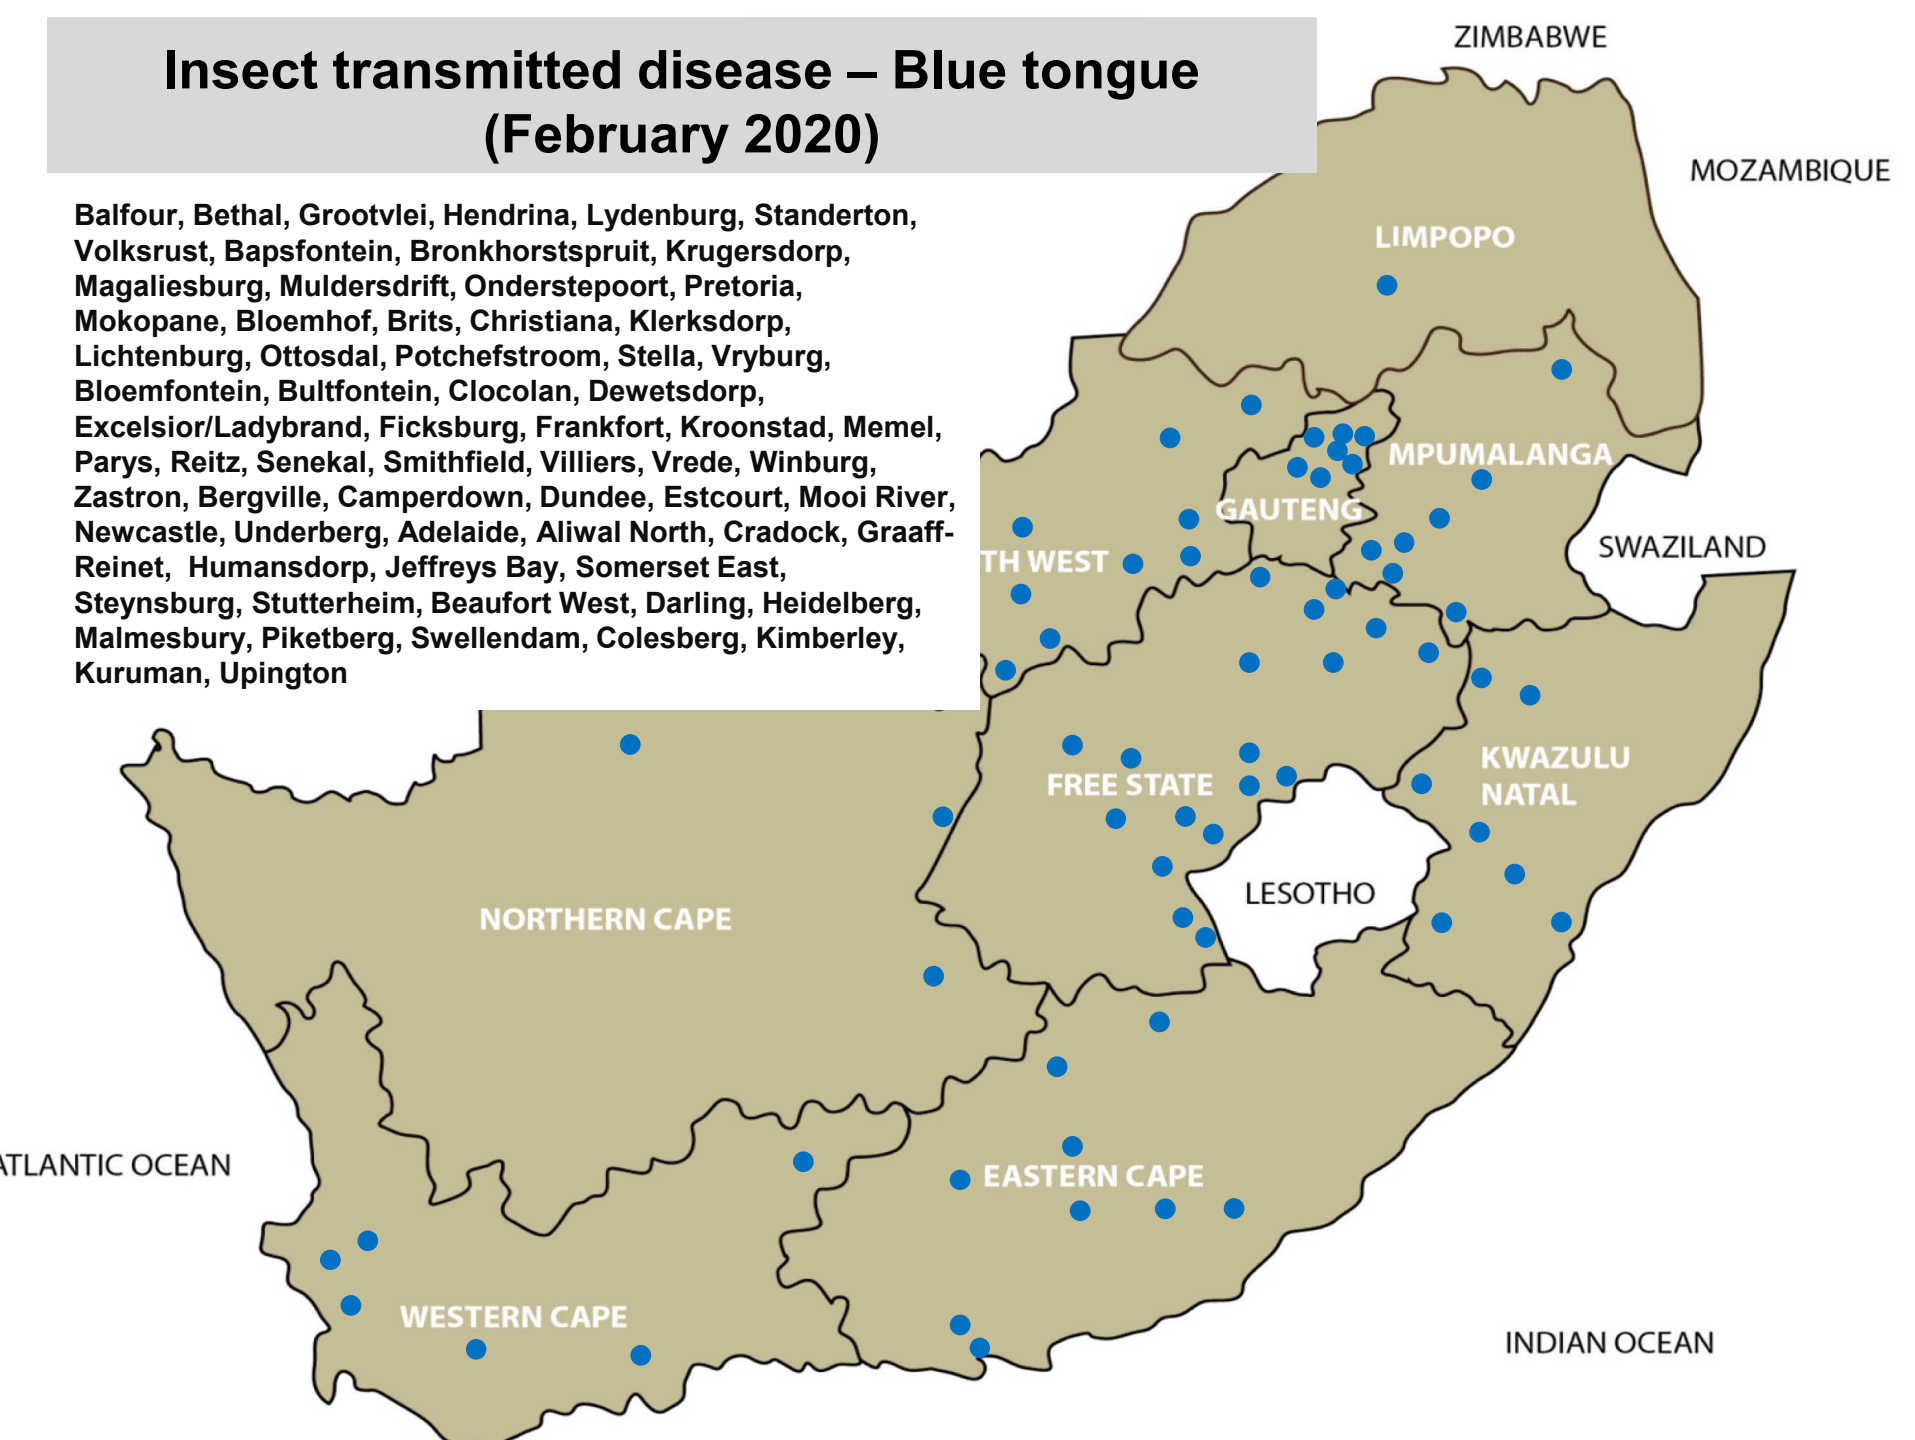 Insect transmitted disease – Blue tongue
(February 2020)
ZIMBABWE
MOZAMBIQUE
Balfour, Bethal, Grootvlei, Hendrina, Lydenburg, Standerton,
Volksrust, Bapsfontein, Bronkhorstspruit, Krugersdorp,
Magaliesburg, Muldersdrift, Onderstepoort, Pretoria,
Mokopane, Bloemhof, Brits, Christiana, Klerksdorp,
Lichtenburg, Ottosdal, Potchefstroom, Stella, Vryburg,
Bloemfontein, Bultfontein, Clocolan, Dewetsdorp,
Excelsior/Ladybrand, Ficksburg, Frankfort, Kroonstad, Memel,
Parys, Reitz, Senekal, Smithfield, Villiers, Vrede, Winburg,
Zastron, Bergville, Camperdown, Dundee, Estcourt, Mooi River,
Newcastle, Underberg, Adelaide, Aliwal North, Cradock, Graaff-
Reinet, Humansdorp, Jeffreys Bay, Somerset East,
Steynsburg, Stutterheim, Beaufort West, Darling, Heidelberg,
Malmesbury, Piketberg, Swellendam, Colesberg, Kimberley,
Kuruman, Upington
LIMPOPO
MPUMALANGA
GAUTENG
SWAZILAND
TH WEST
KWAZULU
NATAL
FREE STATE
LESOTHO
NORTHERN CAPE
ATLANTIC OCEAN
EASTERN CAPE
WESTERN CAPE
INDIAN OCEAN